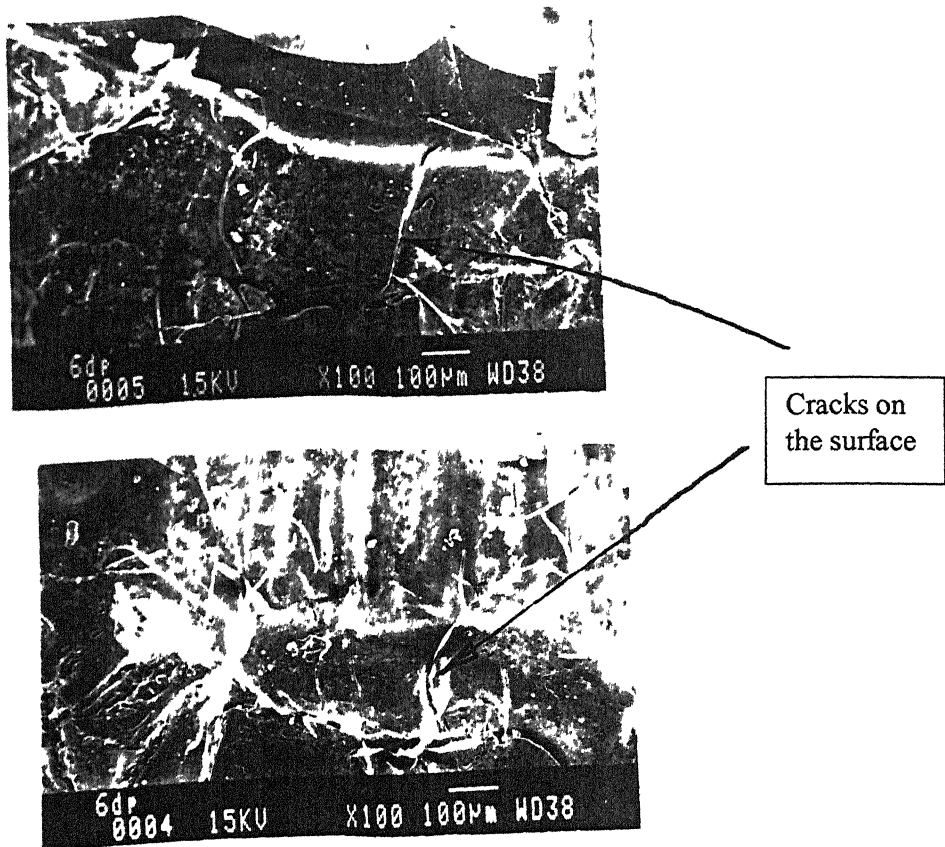 6dp
0005 15KV X100 100µm WD38
Cracks on
the surface
6dp
0004 15KV X100 100µm WD38